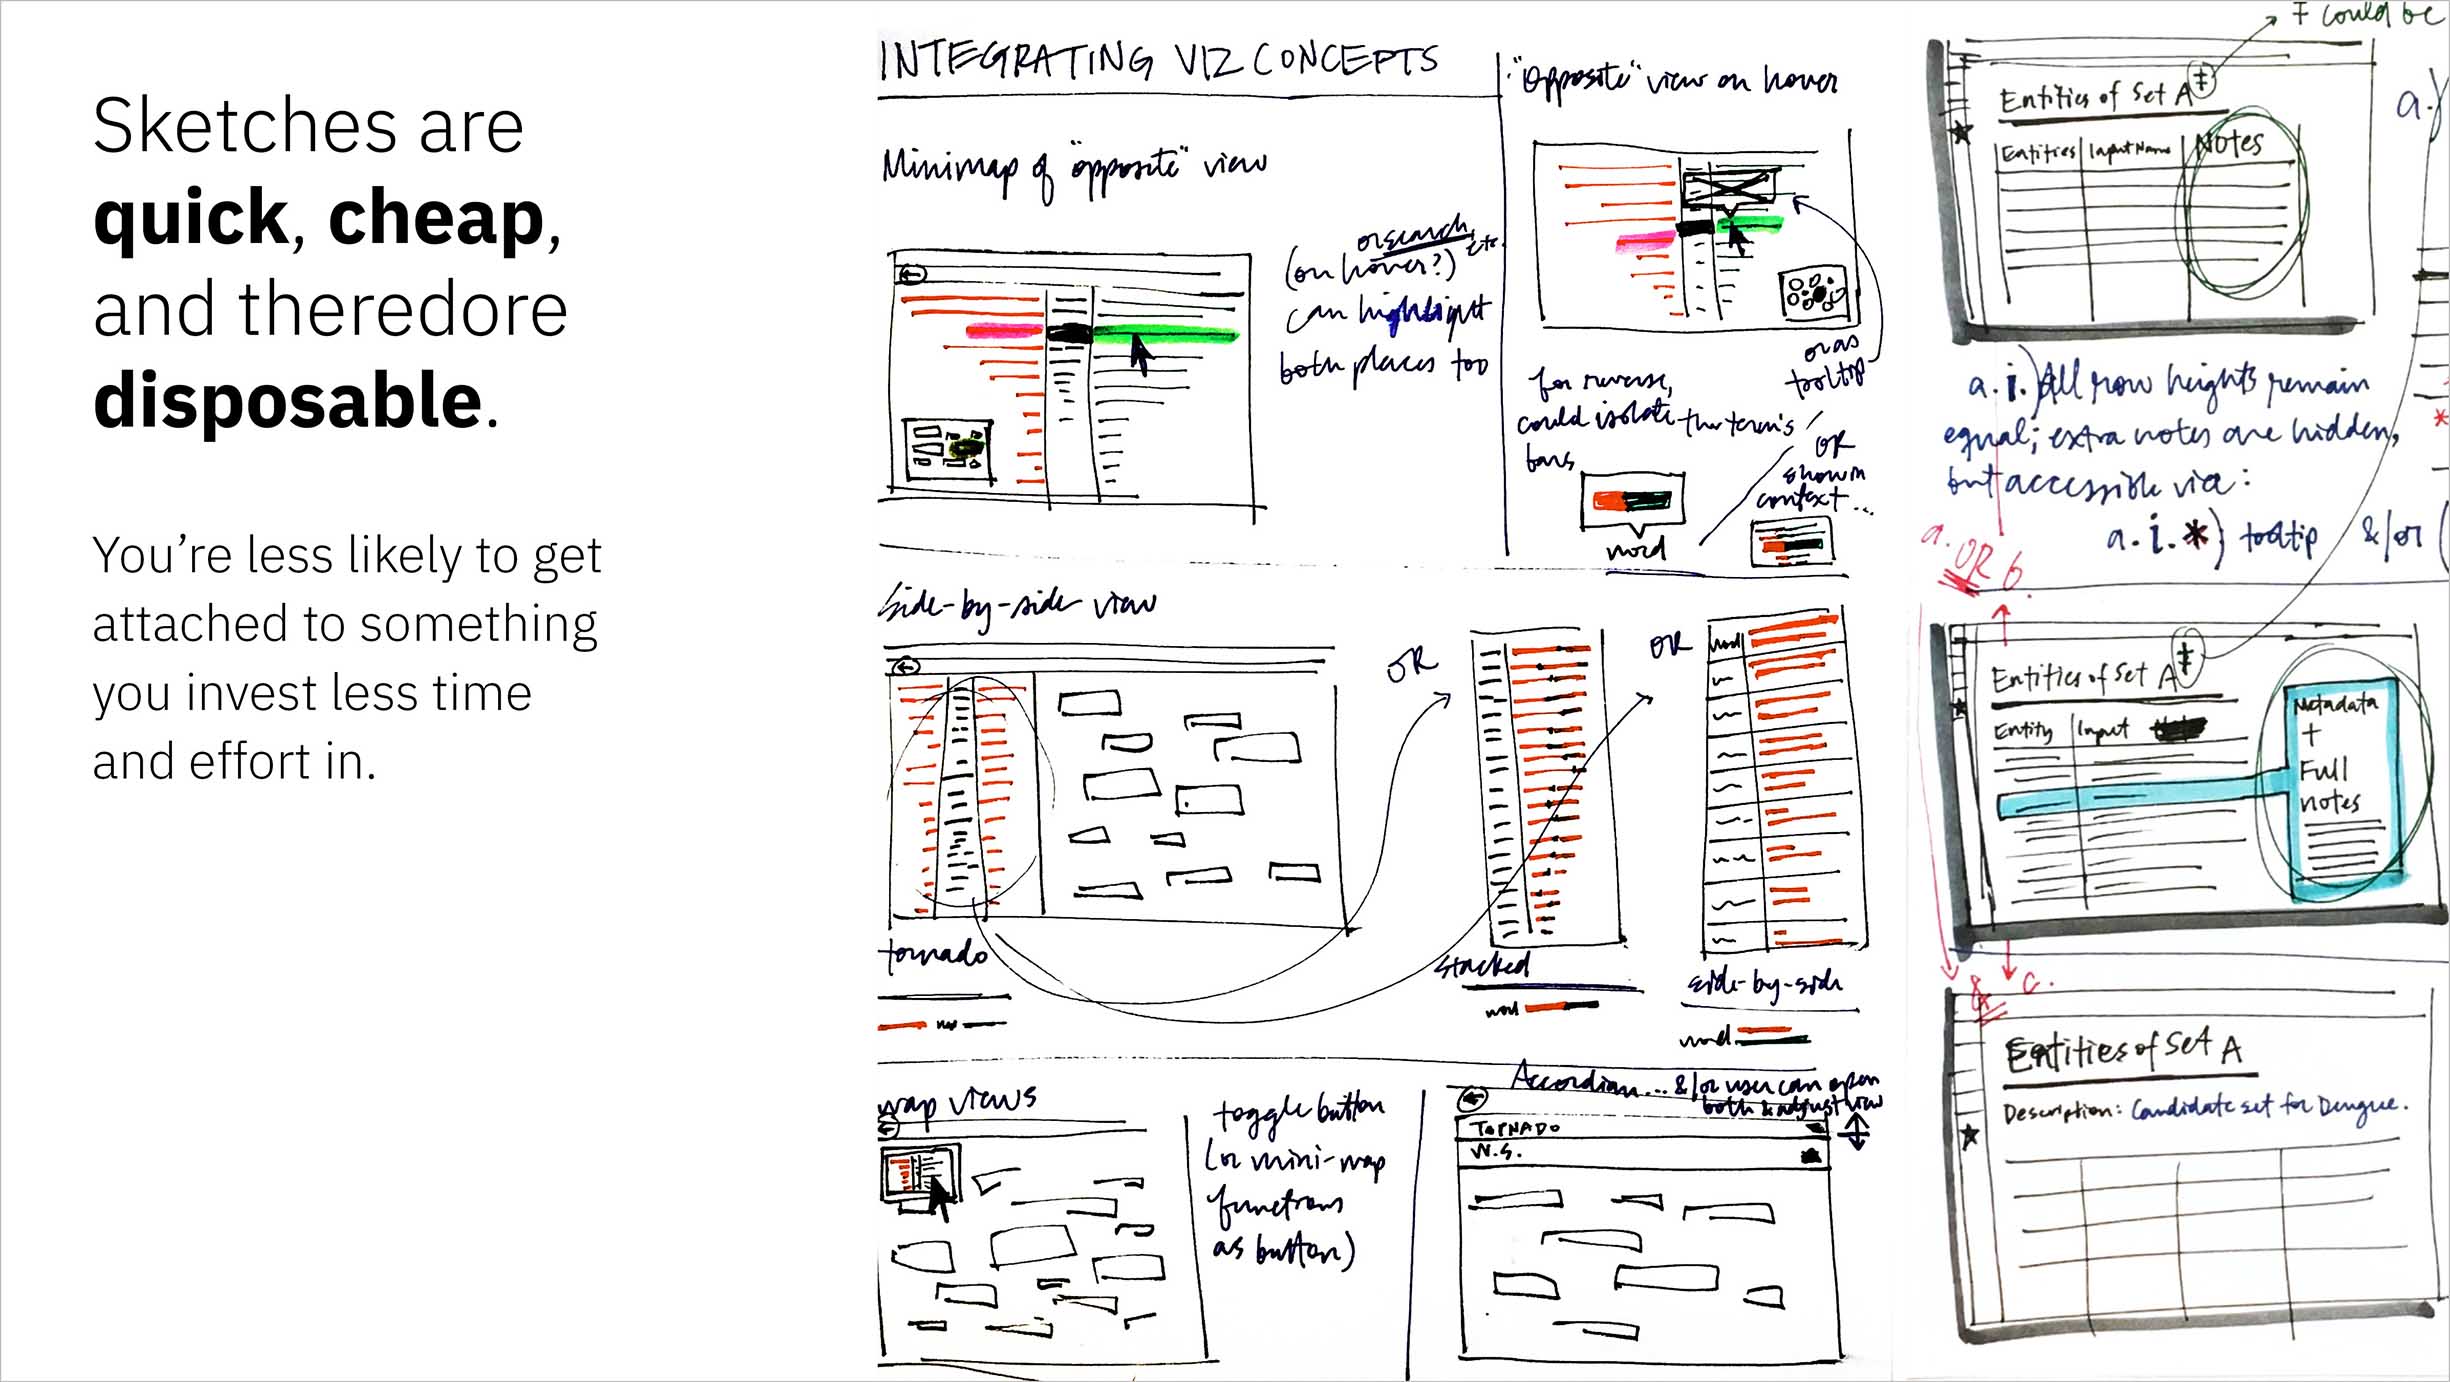 Sketches are
quick, cheap,
and theredore
disposable.
You're less likely to get
attached to something
you invest less time
and effort in.
INTEGRATING VIZ CONCEPTS
Minimap of "opposite" view
or search, etc.
(on hover?)
can highlight
both places too
"Opposite" view on hover
or as
tooltip
for reverse,
could isolate the term's
bars
OR
shown
context...
word
Side-by-side view
OR
OR
word
tornado
stacked
side-by-side
word
word
views
toggle button
(or mini-map
functions
as button)
Accordian... &/or user can open
both & adjust view
TORNADO
W.S.
‡ could be
Entities of Set A ‡
Entities Input Name Notes
a.)
a.i.) All row heights remain
equal; extra notes are hidden,
but accessible via:
a.i.*) tooltip &/or (
a. OR b.
Entities of Set A ‡
Entity Input
Metadata
+
Full
notes
& c.
Entities of Set A
Description: Candidate set for Dengue.